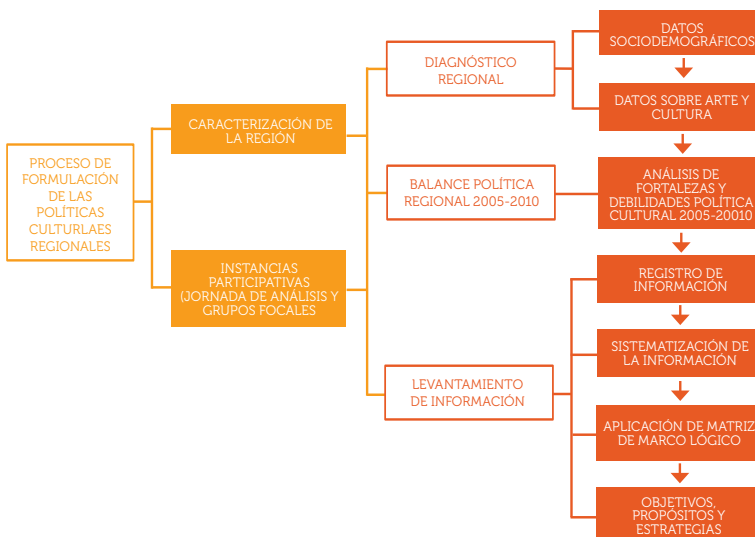 PROCESO DE
FORMULACIÓN
DE LAS
POLÍTICAS
CULTURLAES
REGIONALES
CARACTERIZACIÓN DE
LA REGIÓN
INSTANCIAS
PARTICIPATIVAS
(JORNADA DE ANÁLISIS Y
GRUPOS FOCALES
DIAGNÓSTICO
REGIONAL
BALANCE POLÍTICA
REGIONAL 2005-2010
LEVANTAMIENTO
DE INFORMACIÓN
DATOS
SOCIODEMOGRÁFICOS
DATOS SOBRE ARTE Y
CULTURA
ANÁLISIS DE
FORTALEZAS Y
DEBILIDADES POLÍTICA
CULTURAL 2005-20010
REGISTRO DE
INFORMACIÓN
SISTEMATIZACIÓN DE
LA INFORMACIÓN
APLICACIÓN DE MATRIZ
DE MARCO LÓGICO
OBJETIVOS,
PROPÓSITOS Y
ESTRATEGIAS